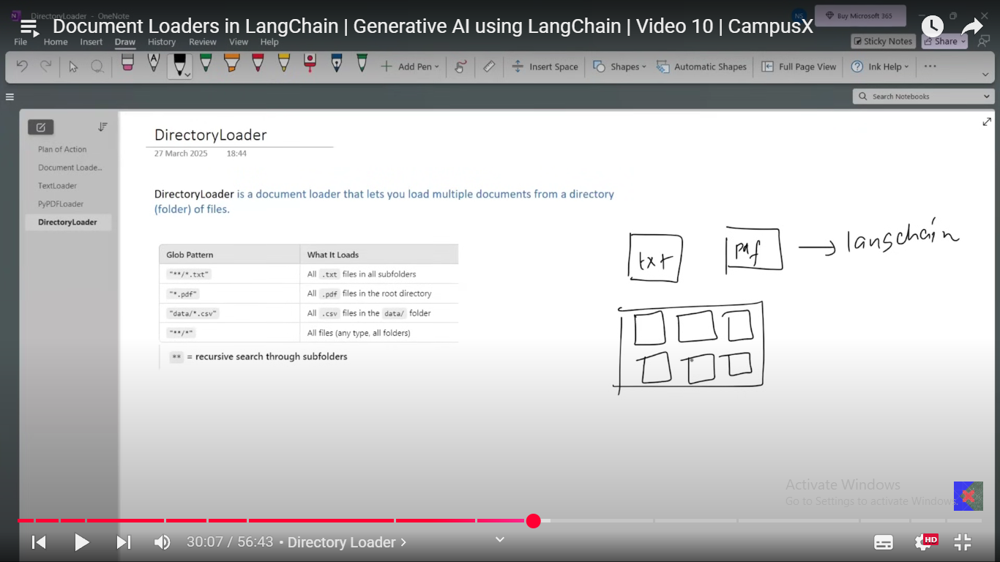 DirectoryLoader - OneNote
NS
Buy Microsoft 365
Document Loaders in LangChain | Generative AI using LangChain | Video 10 | CampusX
File Home Insert Draw History Review View Help
Sticky Notes Share
Add Pen Insert Space Shapes Automatic Shapes Full Page View Ink Help
Search Notebooks
Plan of Action
Document Loade...
TextLoader
PyPDFLoader
DirectoryLoader
DirectoryLoader
27 March 2025 18:44
DirectoryLoader is a document loader that lets you load multiple documents from a directory
(folder) of files.
Glob Pattern What It Loads
"**/*.txt" All .txt files in all subfolders
"*.pdf" All .pdf files in the root directory
"data/*.csv" All .csv files in the data/ folder
"**/*" All files (any type, all folders)
** = recursive search through subfolders
txt pdf → langchain
Activate Windows
Go to Settings to activate Windows.
30:07 / 56:43 • Directory Loader
HD